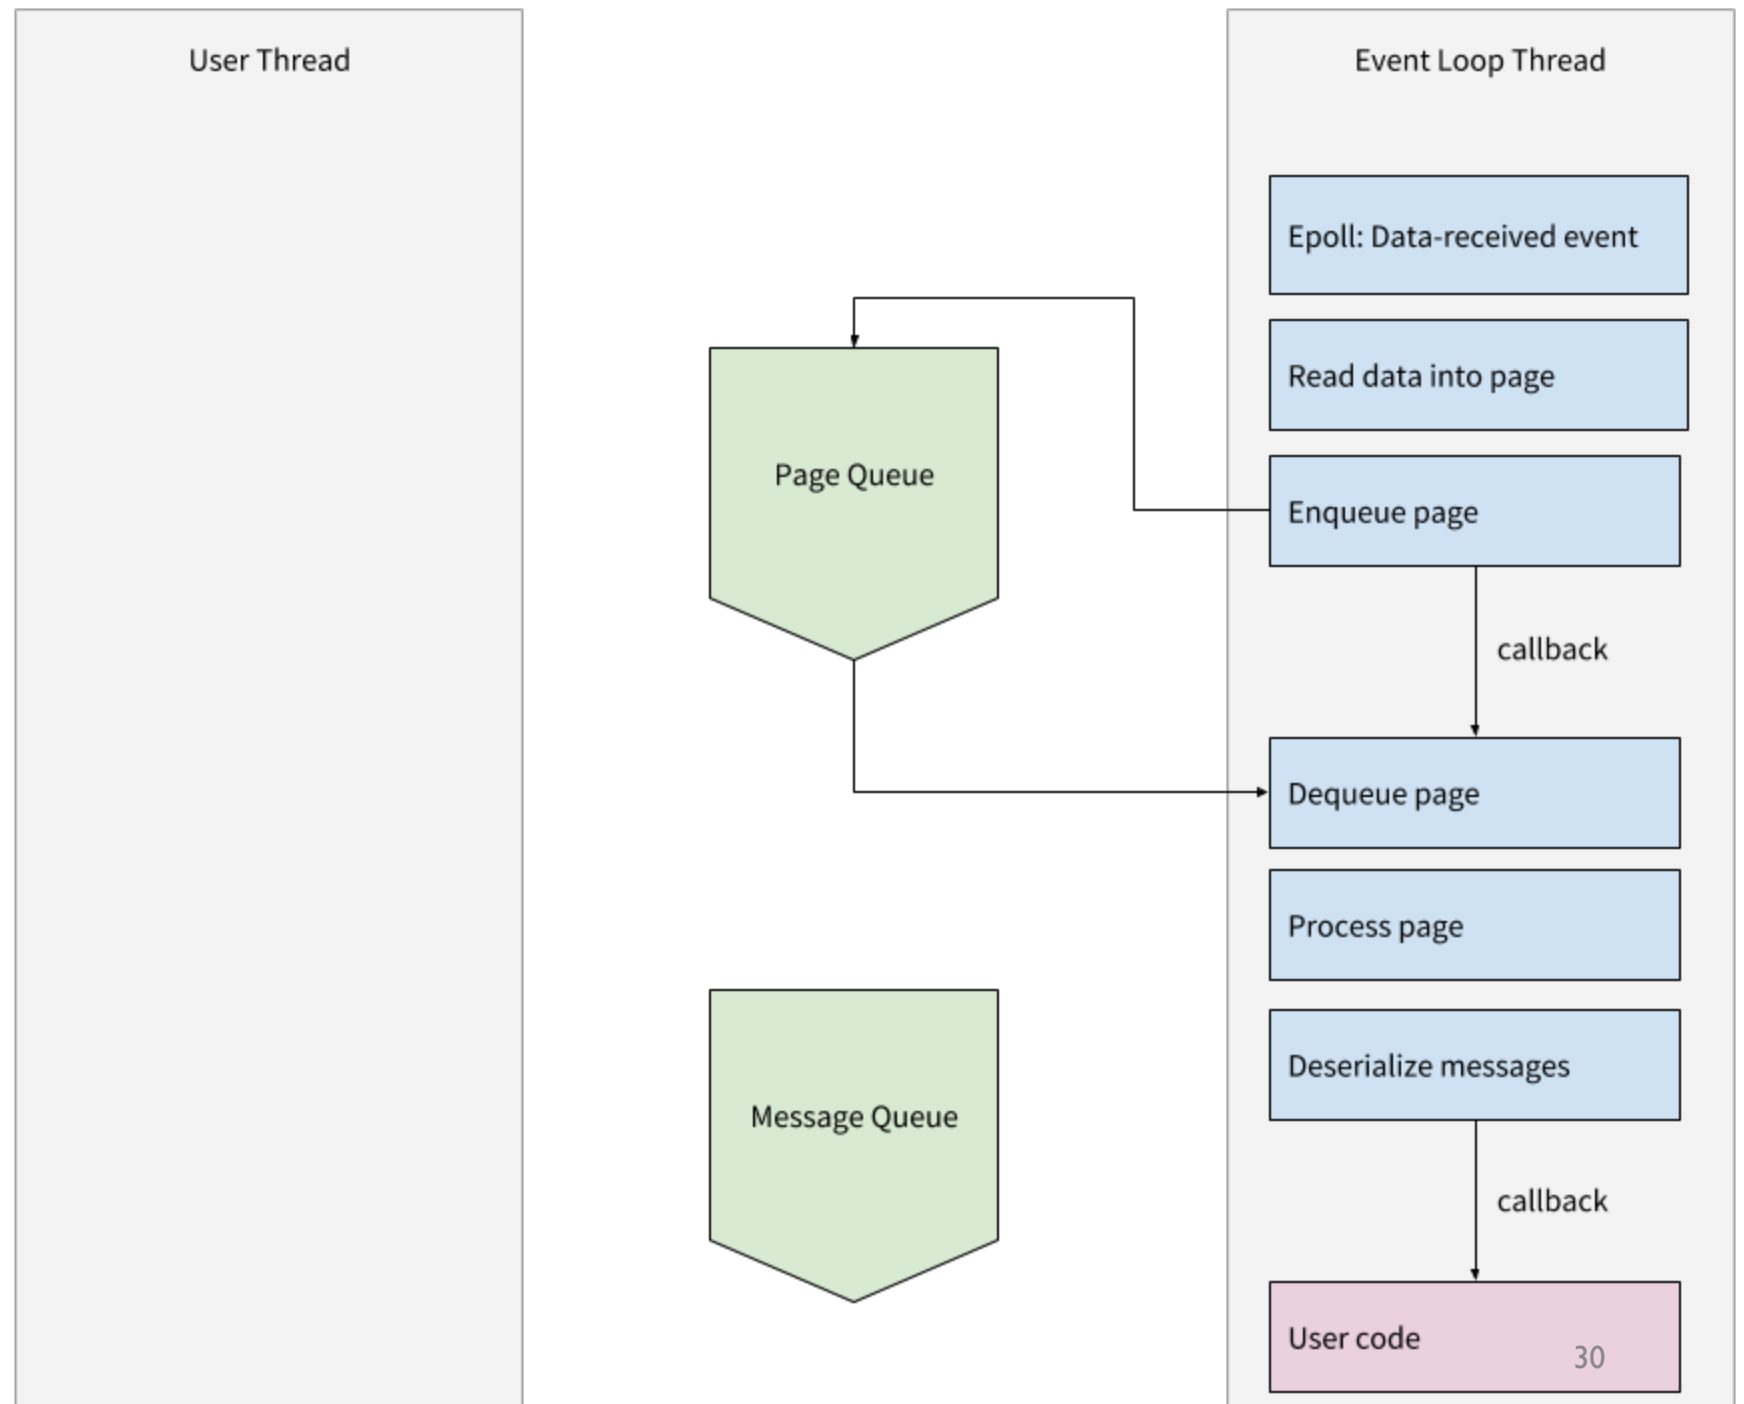 User Thread
Event Loop Thread
Epoll: Data-received event
Read data into page
Page Queue
Enqueue page
callback
Dequeue page
Process page
Deserialize messages
Message Queue
callback
User code
30